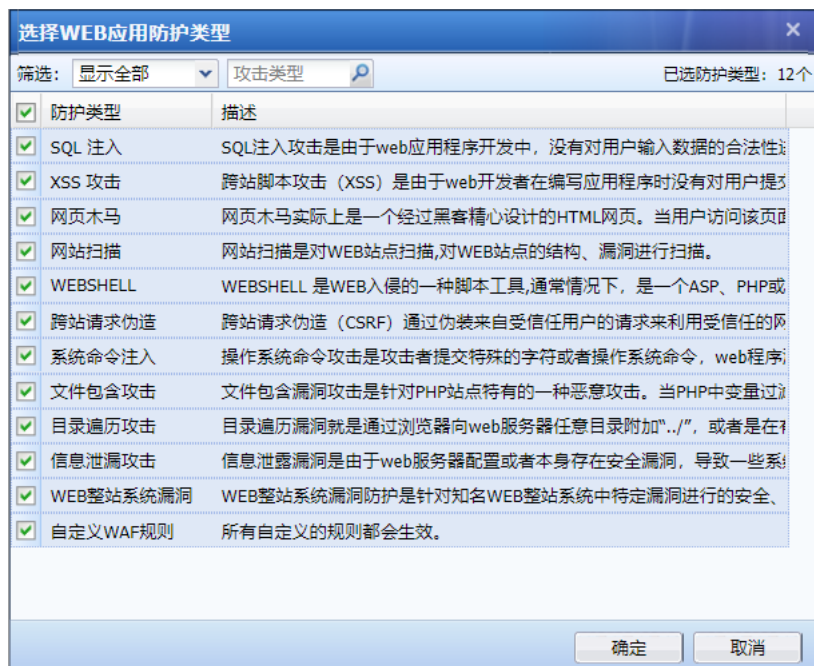 选择WEB应用防护类型
筛选： 显示全部 攻击类型 已选防护类型：12个
防护类型 描述
SQL 注入 SQL注入攻击是由于web应用程序开发中，没有对用户输入数据的合法性
XSS 攻击 跨站脚本攻击（XSS）是由于web开发者在编写应用程序时没有对用户提交
网页木马 网页木马实际上是一个经过黑客精心设计的HTML网页。当用户访问该页面
网站扫描 网站扫描是对WEB站点扫描,对WEB站点的结构、漏洞进行扫描。
WEBSHELL WEBSHELL 是WEB入侵的一种脚本工具,通常情况下，是一个ASP、PHP或
跨站请求伪造 跨站请求伪造（CSRF）通过伪装来自受信任用户的请求来利用受信任的网
系统命令注入 操作系统命令攻击是攻击者提交特殊的字符或者操作系统命令，web程序
文件包含攻击 文件包含漏洞攻击是针对PHP站点特有的一种恶意攻击。当PHP中变量过滤
目录遍历攻击 目录遍历漏洞就是通过浏览器向web服务器任意目录附加“../”，或者是在有
信息泄漏攻击 信息泄露漏洞是由于web服务器配置或者本身存在安全漏洞，导致一些系统
WEB整站系统漏洞 WEB整站系统漏洞防护是针对知名WEB整站系统中特定漏洞进行的安全、
自定义WAF规则 所有自定义的规则都会生效。
确定 取消